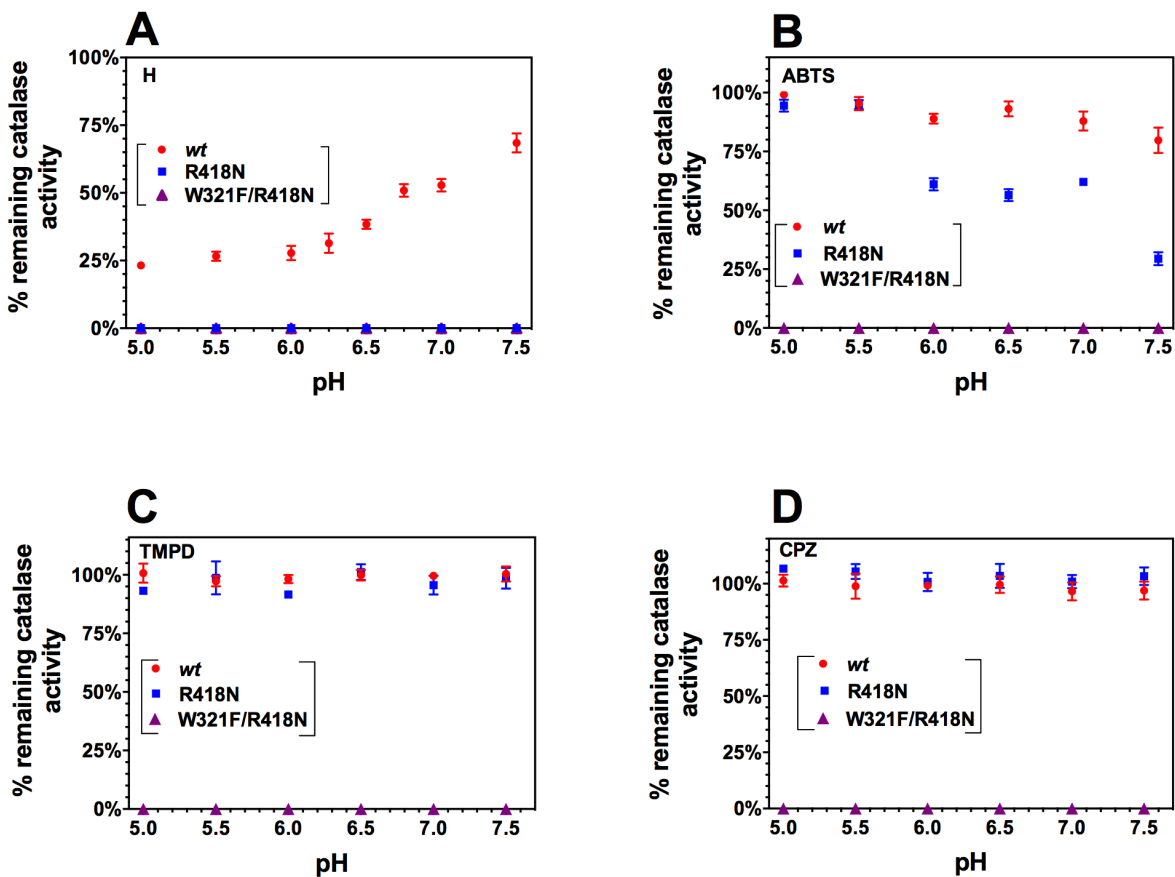 A
H
100%
75%
50%
25%
0%
% remaining catalase
activity
wt
R418N
W321F/R418N
5.0 5.5 6.0 6.5 7.0 7.5
pH
B
ABTS
100%
75%
50%
25%
0%
% remaining catalase
activity
wt
R418N
W321F/R418N
5.0 5.5 6.0 6.5 7.0 7.5
pH
C
TMPD
100%
75%
50%
25%
0%
% remaining catalase
activity
wt
R418N
W321F/R418N
5.0 5.5 6.0 6.5 7.0 7.5
pH
D
CPZ
100%
75%
50%
25%
0%
% remaining catalase
activity
wt
R418N
W321F/R418N
5.0 5.5 6.0 6.5 7.0 7.5
pH